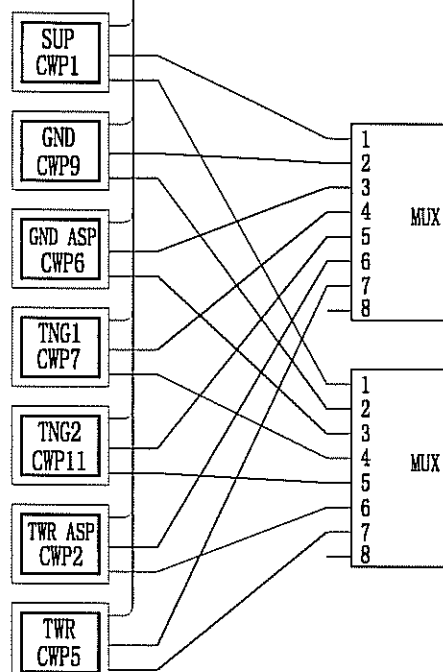 SUP
CWP1
GND
CWP9
GND ASP
CWP6
TNG1
CWP7
TNG2
CWP11
TWR ASP
CWP2
TWR
CWP5
1
2
3
4
5
6
7
8
MUX
1
2
3
4
5
6
7
8
MUX